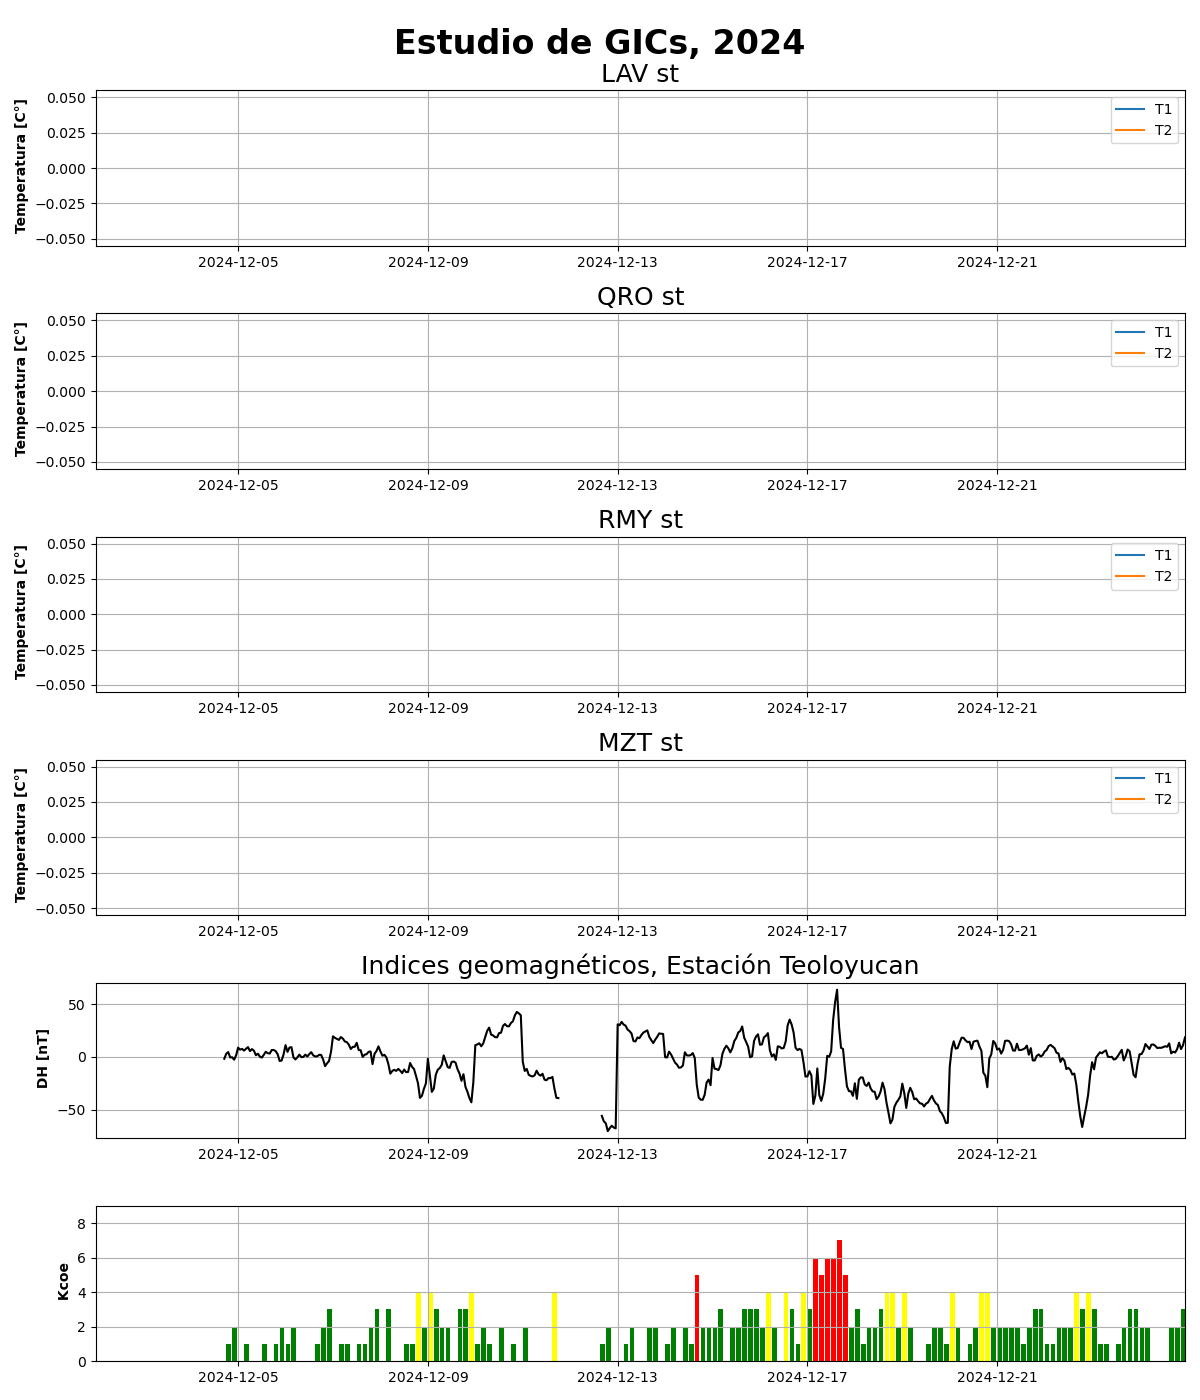 Estudio de GICs, 2024
LAV st
Temperatura [C°]
0.050
0.025
0.000
−0.025
−0.050
T1
T2
2024-12-05 2024-12-09 2024-12-13 2024-12-17 2024-12-21
QRO st
Temperatura [C°]
0.050
0.025
0.000
−0.025
−0.050
T1
T2
2024-12-05 2024-12-09 2024-12-13 2024-12-17 2024-12-21
RMY st
Temperatura [C°]
0.050
0.025
0.000
−0.025
−0.050
T1
T2
2024-12-05 2024-12-09 2024-12-13 2024-12-17 2024-12-21
MZT st
Temperatura [C°]
0.050
0.025
0.000
−0.025
−0.050
T1
T2
2024-12-05 2024-12-09 2024-12-13 2024-12-17 2024-12-21
Indices geomagnéticos, Estación Teoloyucan
DH [nT]
50
0
−50
2024-12-05 2024-12-09 2024-12-13 2024-12-17 2024-12-21
Kcoe
8
6
4
2
0
2024-12-05 2024-12-09 2024-12-13 2024-12-17 2024-12-21